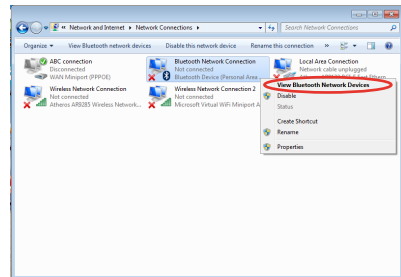 « Network and Internet ▸ Network Connections ▸
Search Network Connections
Organize
View Bluetooth network devices
Disable this network device
Rename this connection
»
ABC connection
Disconnected
WAN Miniport (PPPOE)
Bluetooth Network Connection
Not connected
Bluetooth Device (Personal Area
Local Area Connection
Network cable unplugged
Wireless Network Connection
Not connected
Atheros AR9285 Wireless Network...
Wireless Network Connection 2
Not connected
Microsoft Virtual WiFi Miniport A
View Bluetooth Network Devices
Disable
Status
Create Shortcut
Rename
Properties